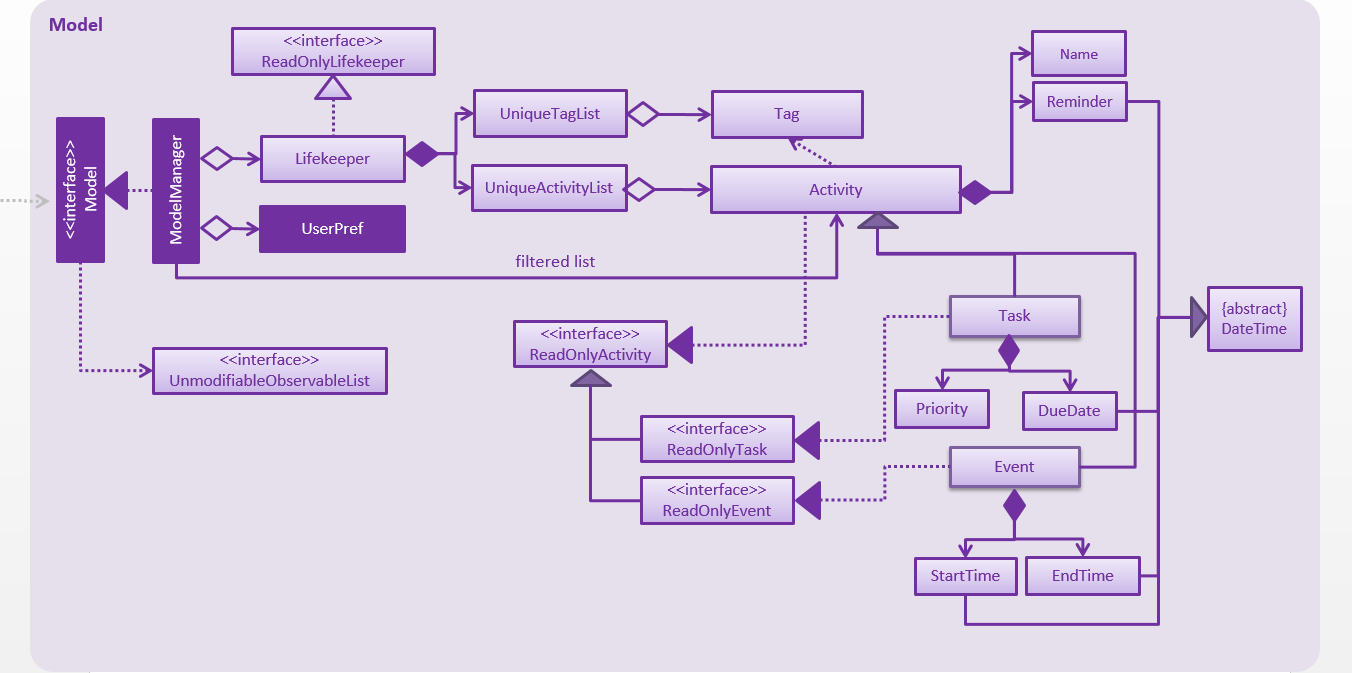 Model
<<interface>>
ReadOnlyLifekeeper
Name
Reminder
UniqueTagList
Tag
<<interface>>
Model
ModelManager
Lifekeeper
UniqueActivityList
Activity
UserPref
filtered list
Task
{abstract}
DateTime
<<interface>>
ReadOnlyActivity
<<interface>>
UnmodifiableObservableList
Priority
DueDate
<<interface>>
ReadOnlyTask
Event
<<interface>>
ReadOnlyEvent
StartTime
EndTime